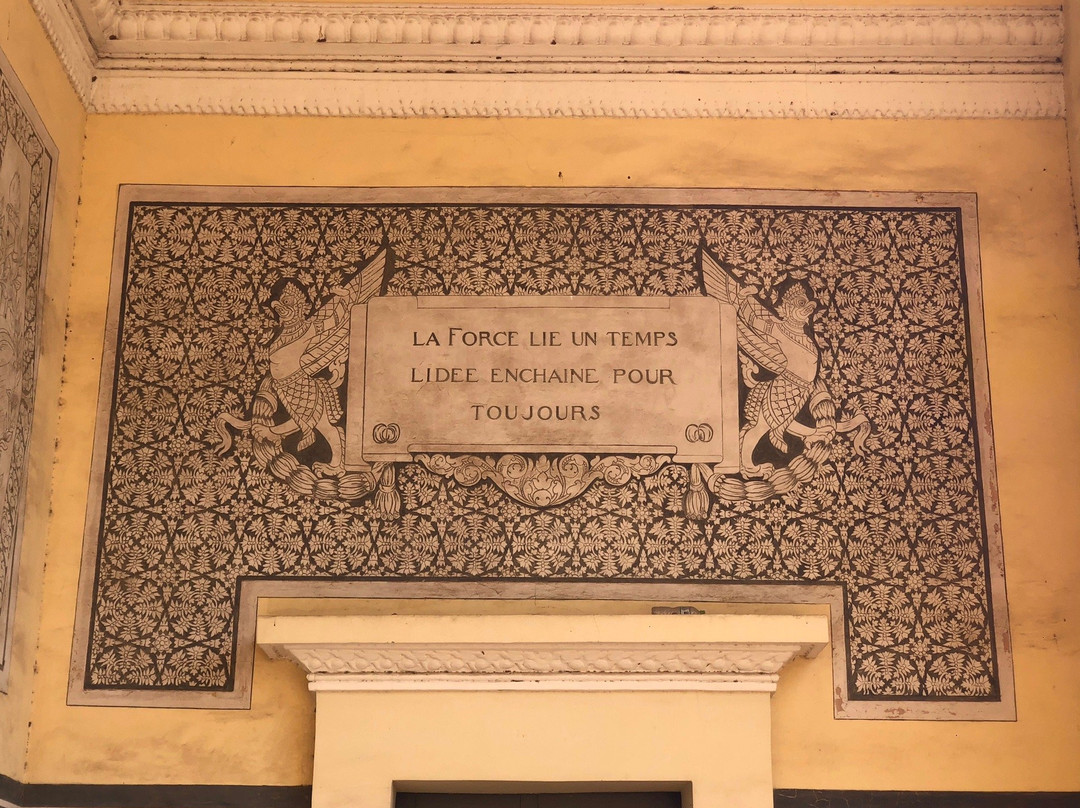 LA FORCE LIE UN TEMPS
LIDEE ENCHAINE POUR
TOUJOURS